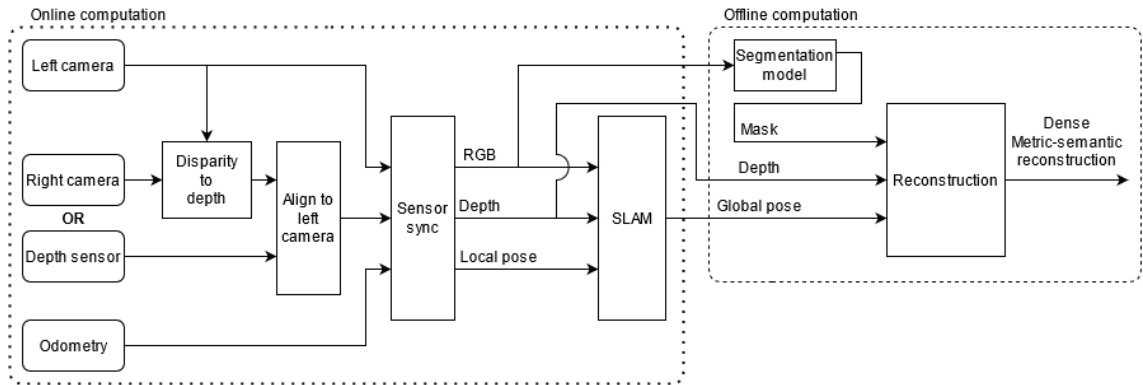 Online computation
Offline computation
Left camera
Right camera
OR
Depth sensor
Odometry
Disparity
to
depth
Align to
left
camera
Sensor
sync
RGB
Depth
Local pose
SLAM
Segmentation
model
Mask
Depth
Global pose
Reconstruction
Dense
Metric-semantic
reconstruction